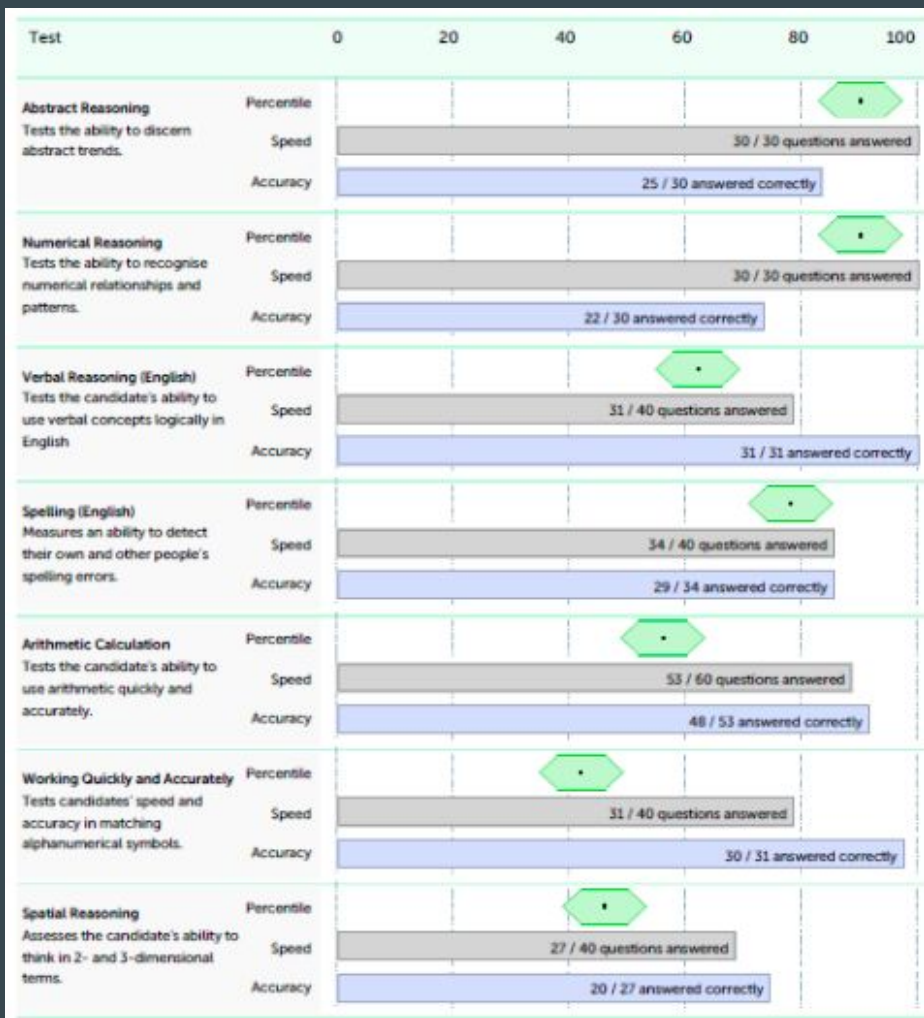 Test 0 20 40 60 80 100
Abstract Reasoning
Tests the ability to discern
abstract trends.
Percentile
Speed
30 / 30 questions answered
Accuracy
25 / 30 answered correctly
Numerical Reasoning
Tests the ability to recognise
numerical relationships and
patterns.
Percentile
Speed
30 / 30 questions answered
Accuracy
22 / 30 answered correctly
Verbal Reasoning (English)
Tests the candidate's ability to
use verbal concepts logically in
English
Percentile
Speed
31 / 40 questions answered
Accuracy
31 / 31 answered correctly
Spelling (English)
Measures an ability to detect
their own and other people's
spelling errors.
Percentile
Speed
34 / 40 questions answered
Accuracy
29 / 34 answered correctly
Arithmetic Calculation
Tests the candidate's ability to
use arithmetic quickly and
accurately.
Percentile
Speed
53 / 60 questions answered
Accuracy
48 / 53 answered correctly
Working Quickly and Accurately
Tests candidates' speed and
accuracy in matching
alphanumerical symbols.
Percentile
Speed
31 / 40 questions answered
Accuracy
30 / 31 answered correctly
Spatial Reasoning
Assesses the candidate's ability to
think in 2- and 3-dimensional
terms.
Percentile
Speed
27 / 40 questions answered
Accuracy
20 / 27 answered correctly